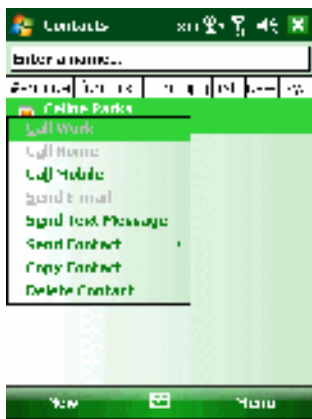 Contacts
Enter a name...
Celine Parks
Call Work
Call Home
Call Mobile
Send E-mail
Send Text Message
Send Contact
Copy Contact
Delete Contact
New Menu